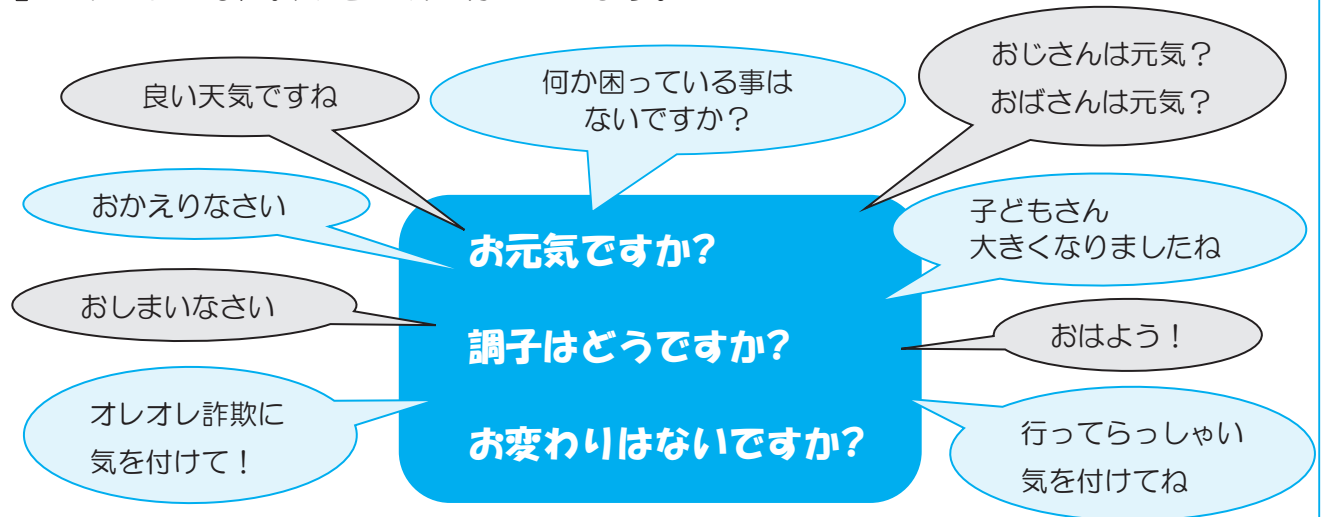 良い天気ですね
何か困っている事は
ないですか？
おじさんは元気？
おばさんは元気？
おかえりなさい
お元気ですか?
子どもさん
大きくなりましたね
おしまいなさい
調子はどうですか?
おはよう！
オレオレ詐欺に
気を付けて！
お変わりはないですか?
行ってらっしゃい
気を付けてね